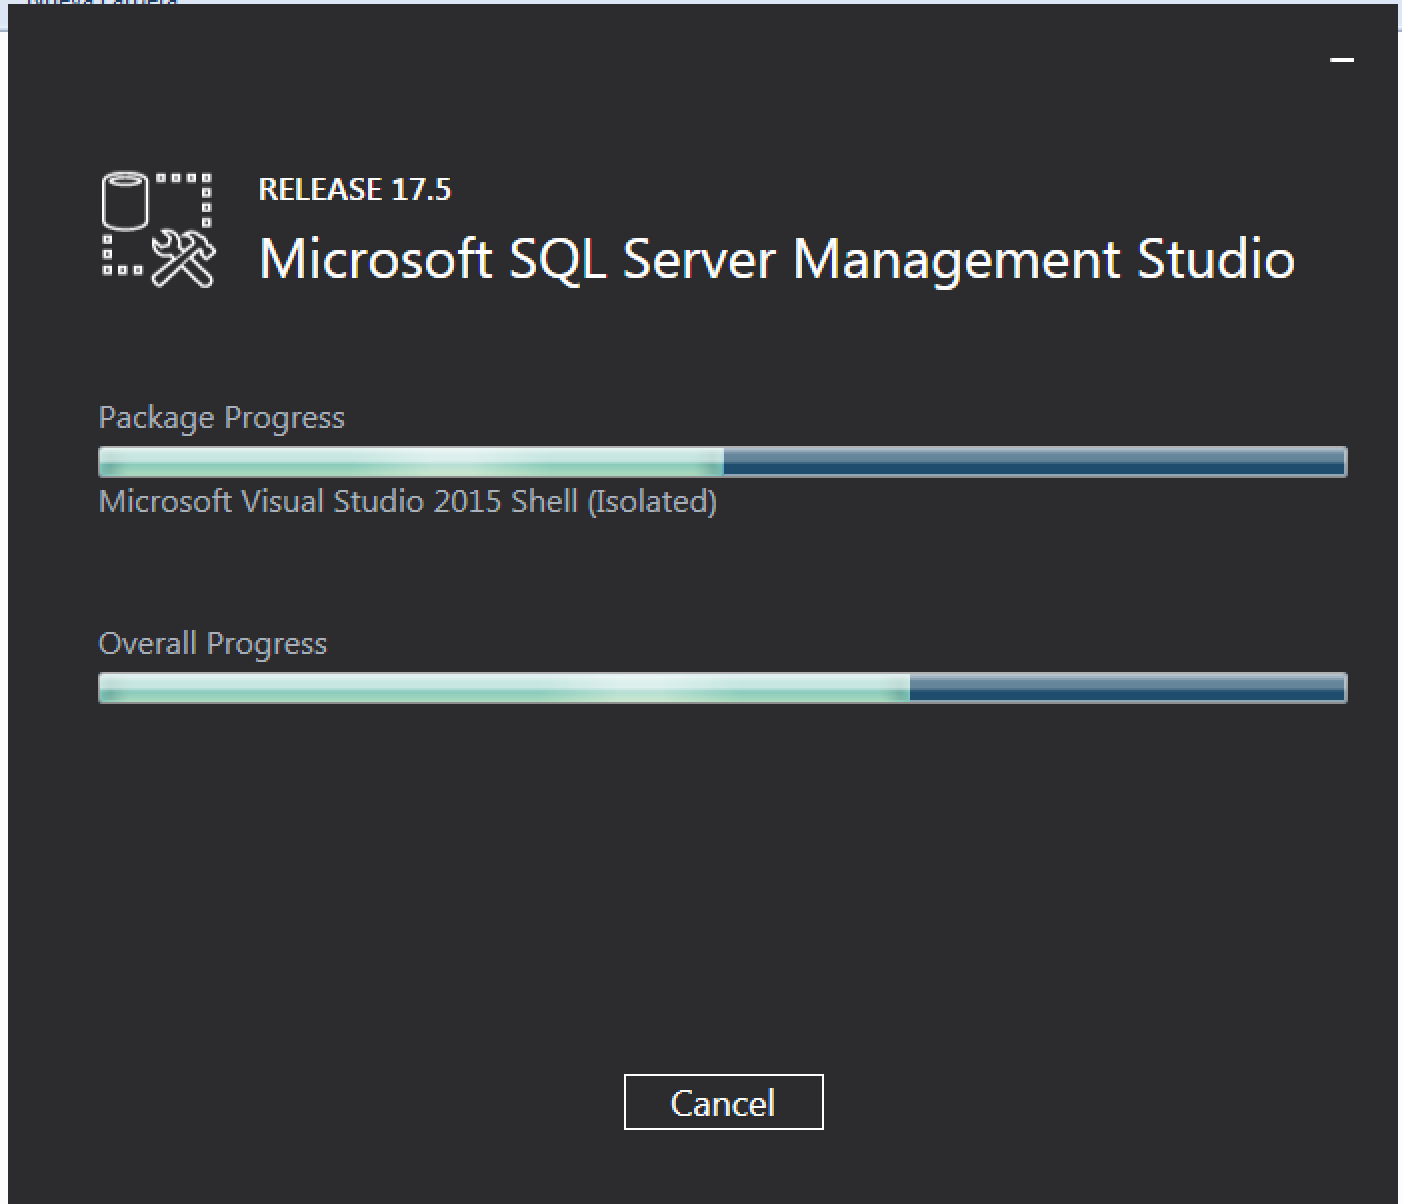 RELEASE 17.5
Microsoft SQL Server Management Studio
Package Progress
Microsoft Visual Studio 2015 Shell (Isolated)
Overall Progress
Cancel